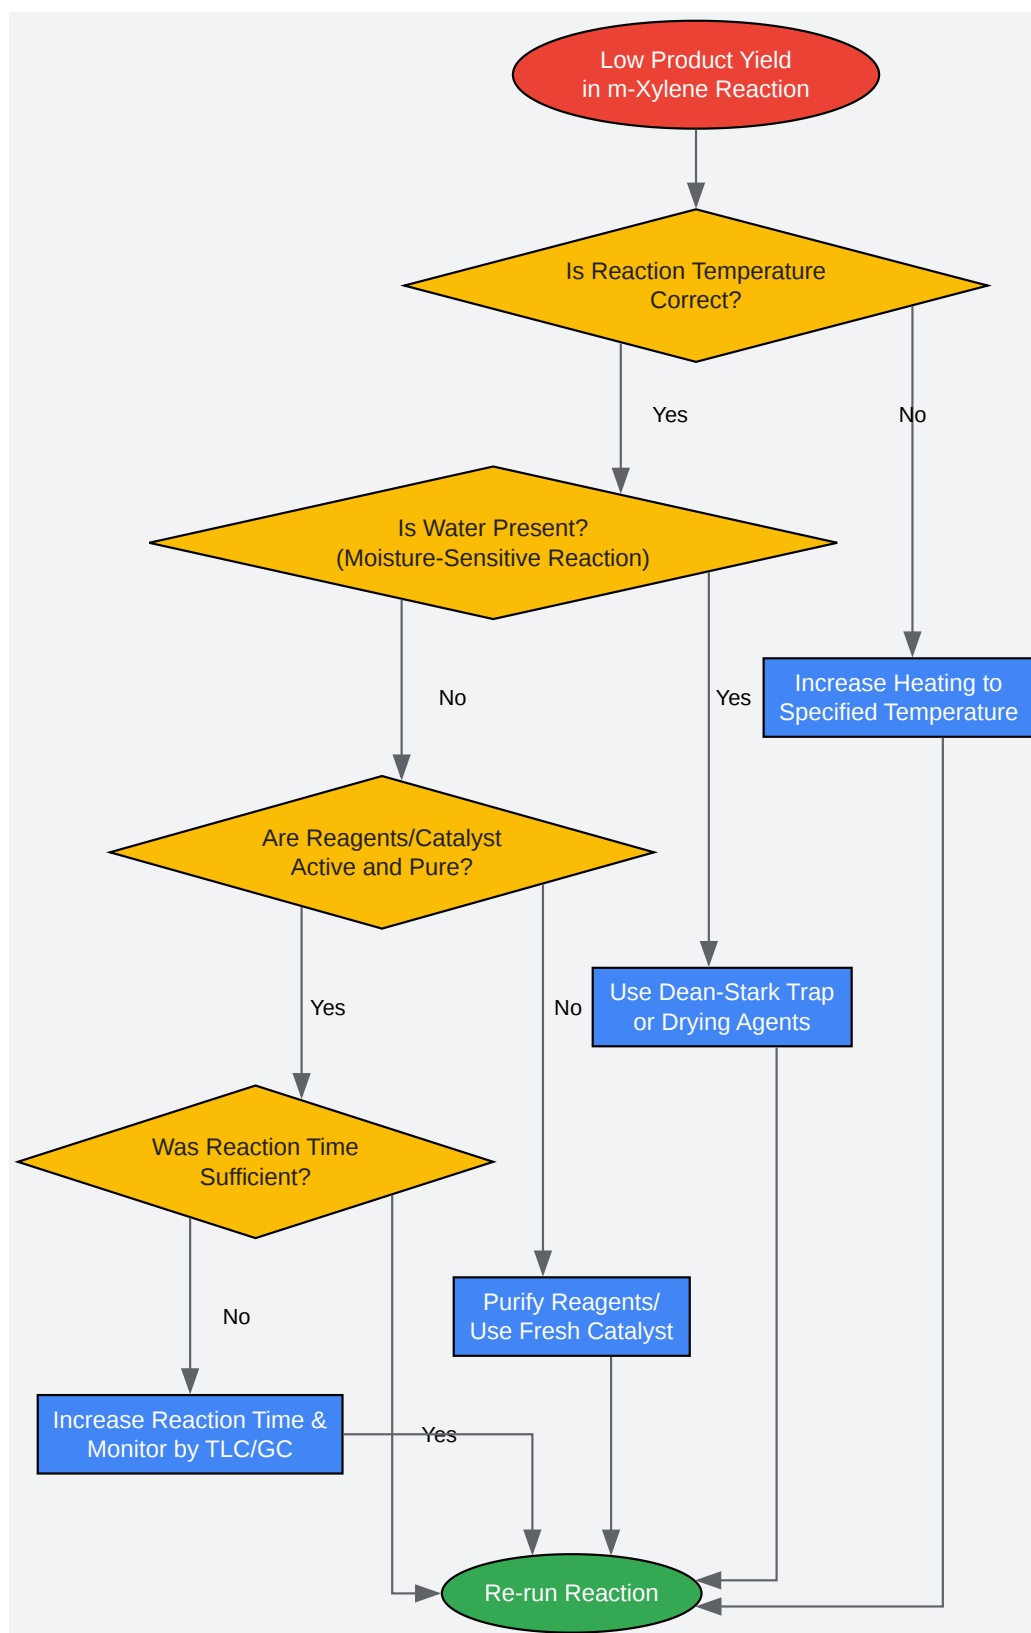 Low Product Yield
in m-Xylene Reaction
Is Reaction Temperature
Correct?
Yes
No
Is Water Present?
(Moisture-Sensitive Reaction)
Increase Heating to
Specified Temperature
No
Yes
Are Reagents/Catalyst
Active and Pure?
Use Dean-Stark Trap
or Drying Agents
Yes
No
Was Reaction Time
Sufficient?
Purify Reagents/
Use Fresh Catalyst
No
Increase Reaction Time &
Monitor by TLC/GC
Yes
Re-run Reaction